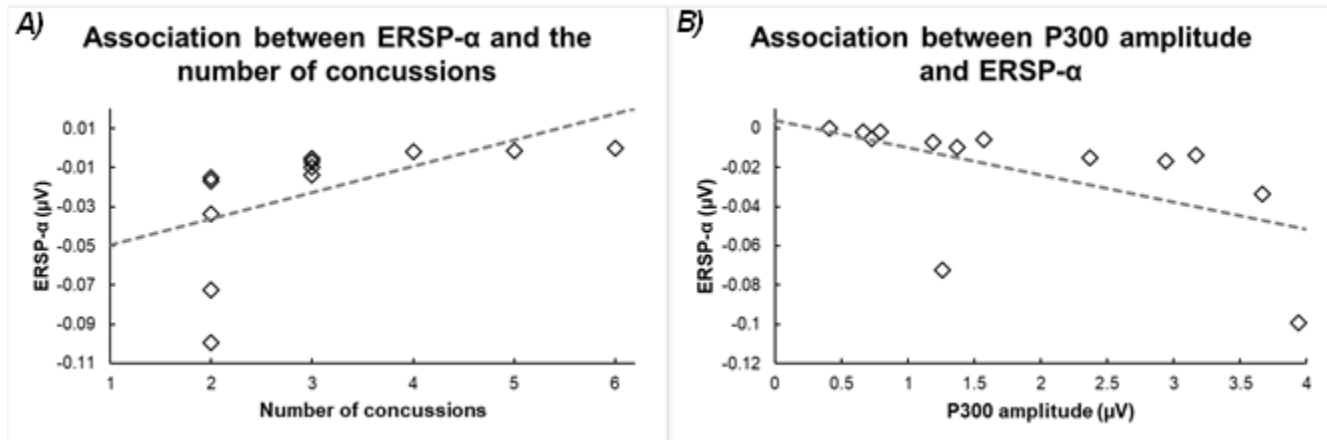 A)
Association between ERSP-α and the
number of concussions
0.01
-0.01
-0.03
-0.05
-0.07
-0.09
-0.11
ERSP-α (μV)
1 2 3 4 5 6
Number of concussions
B)
Association between P300 amplitude
and ERSP-α
0
-0.02
-0.04
-0.06
-0.08
-0.1
-0.12
ERSP-α (μV)
0 0.5 1 1.5 2 2.5 3 3.5 4
P300 amplitude (μV)